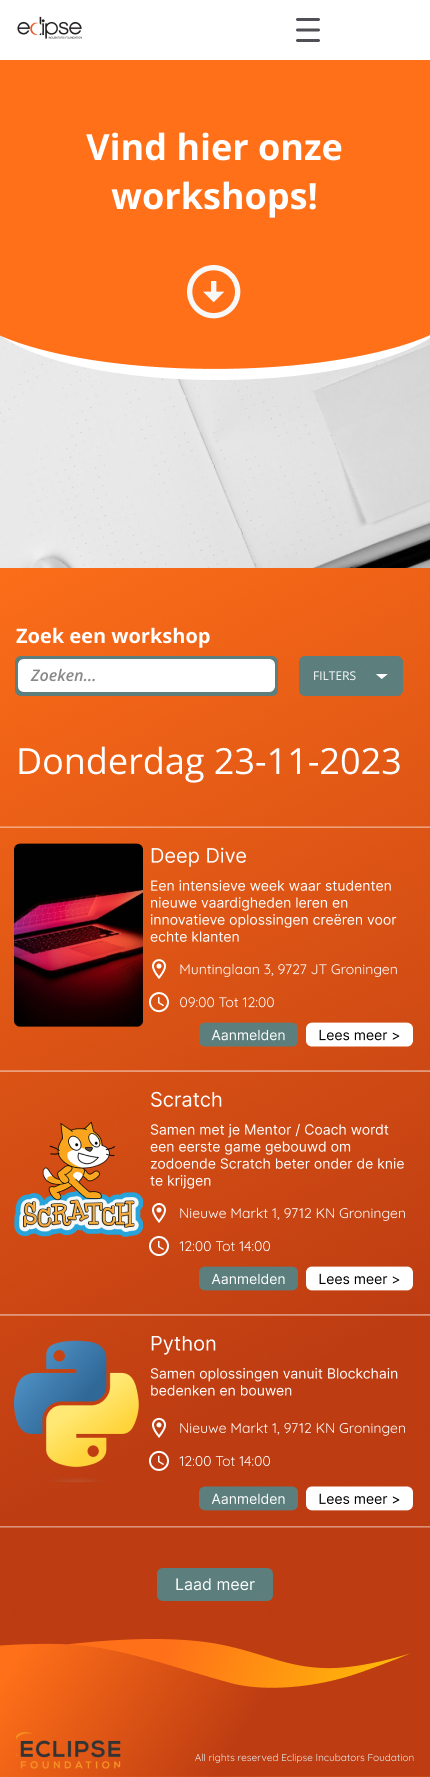 eclipse
INCUBATORS FOUNDATION
Vind hier onze
workshops!
Zoek een workshop
Zoeken...
FILTERS
Donderdag 23-11-2023
Deep Dive
Een intensieve week waar studenten
nieuwe vaardigheden leren en
innovatieve oplossingen creëren voor
echte klanten
Muntinglaan 3, 9727 JT Groningen
09:00 Tot 12:00
Aanmelden
Lees meer >
Scratch
SCRATCH
Samen met je Mentor / Coach wordt
een eerste game gebouwd om
zodoende Scratch beter onder de knie
te krijgen
Nieuwe Markt 1, 9712 KN Groningen
12:00 Tot 14:00
Aanmelden
Lees meer >
Python
Samen oplossingen vanuit Blockchain
bedenken en bouwen
Nieuwe Markt 1, 9712 KN Groningen
12:00 Tot 14:00
Aanmelden
Lees meer >
Laad meer
ECLIPSE
FOUNDATION
All rights reserved Eclipse Incubators Foudation